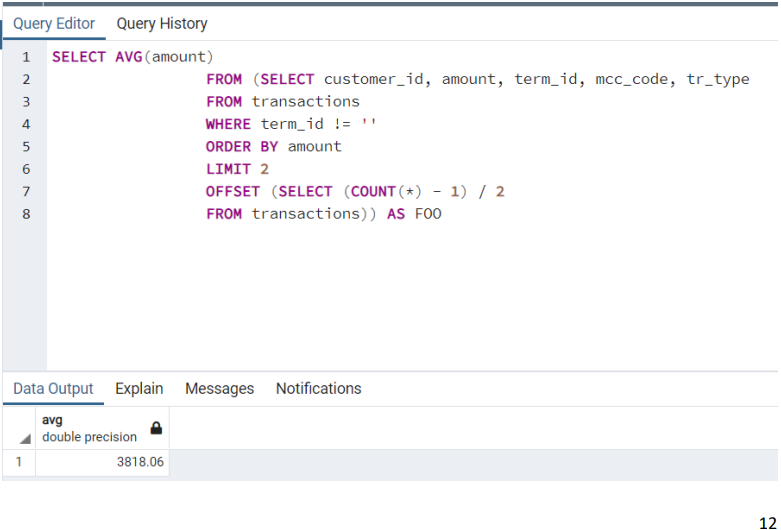 Query Editor Query History
1 SELECT AVG(amount)
2 FROM (SELECT customer_id, amount, term_id, mcc_code, tr_type
3 FROM transactions
4 WHERE term_id != ''
5 ORDER BY amount
6 LIMIT 2
7 OFFSET (SELECT (COUNT(*) - 1) / 2
8 FROM transactions)) AS FOO
Data Output Explain Messages Notifications
avg
double precision
1 3818.06
12